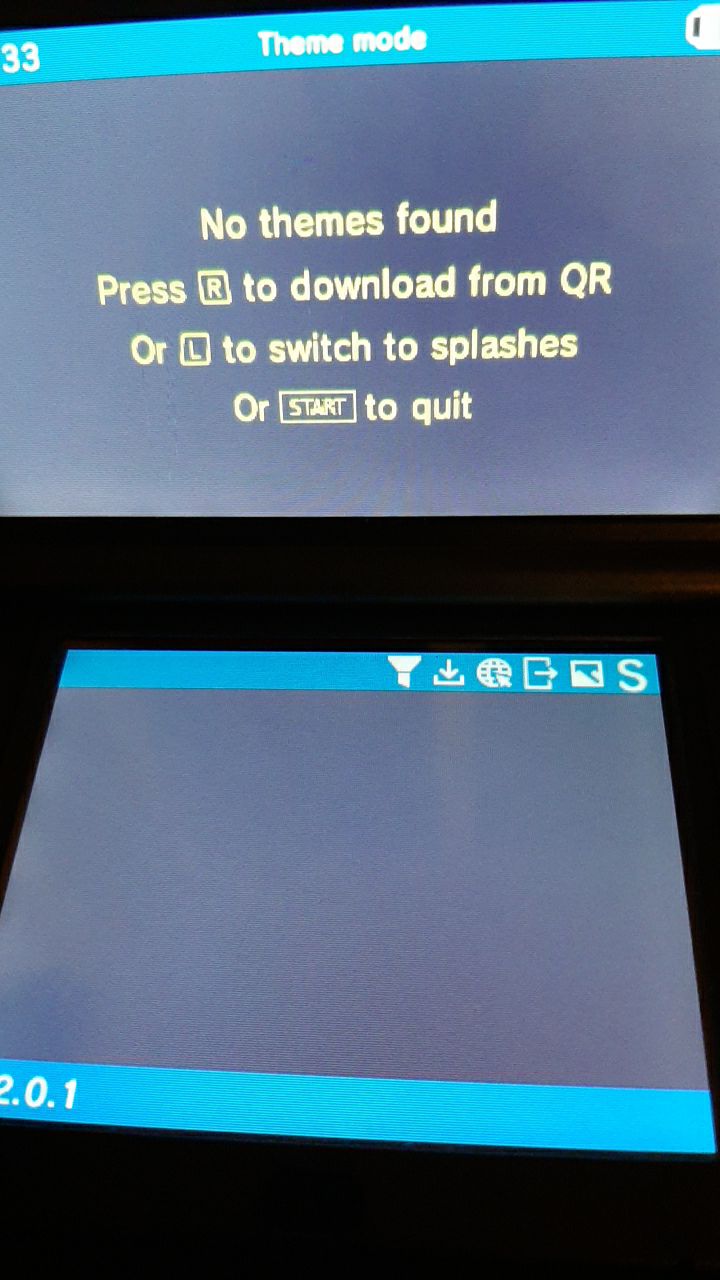 33
Theme mode
No themes found
Press R to download from QR
Or L to switch to splashes
Or START to quit
S
2.0.1